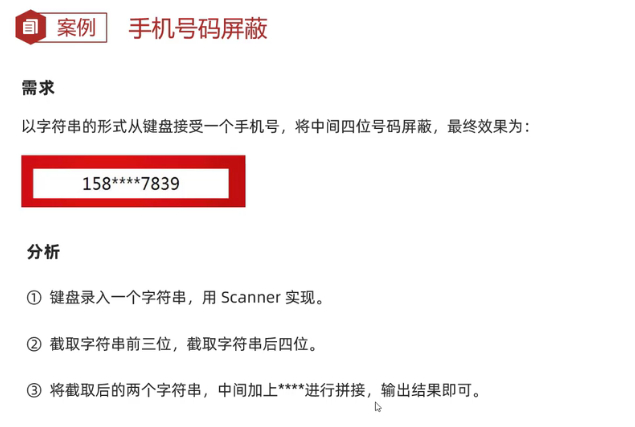 案例 手机号码屏蔽
需求
以字符串的形式从键盘接受一个手机号，将中间四位号码屏蔽，最终效果为：
158****7839
分析
① 键盘录入一个字符串，用 Scanner 实现。
② 截取字符串前三位，截取字符串后四位。
③ 将截取后的两个字符串，中间加上****进行拼接，输出结果即可。